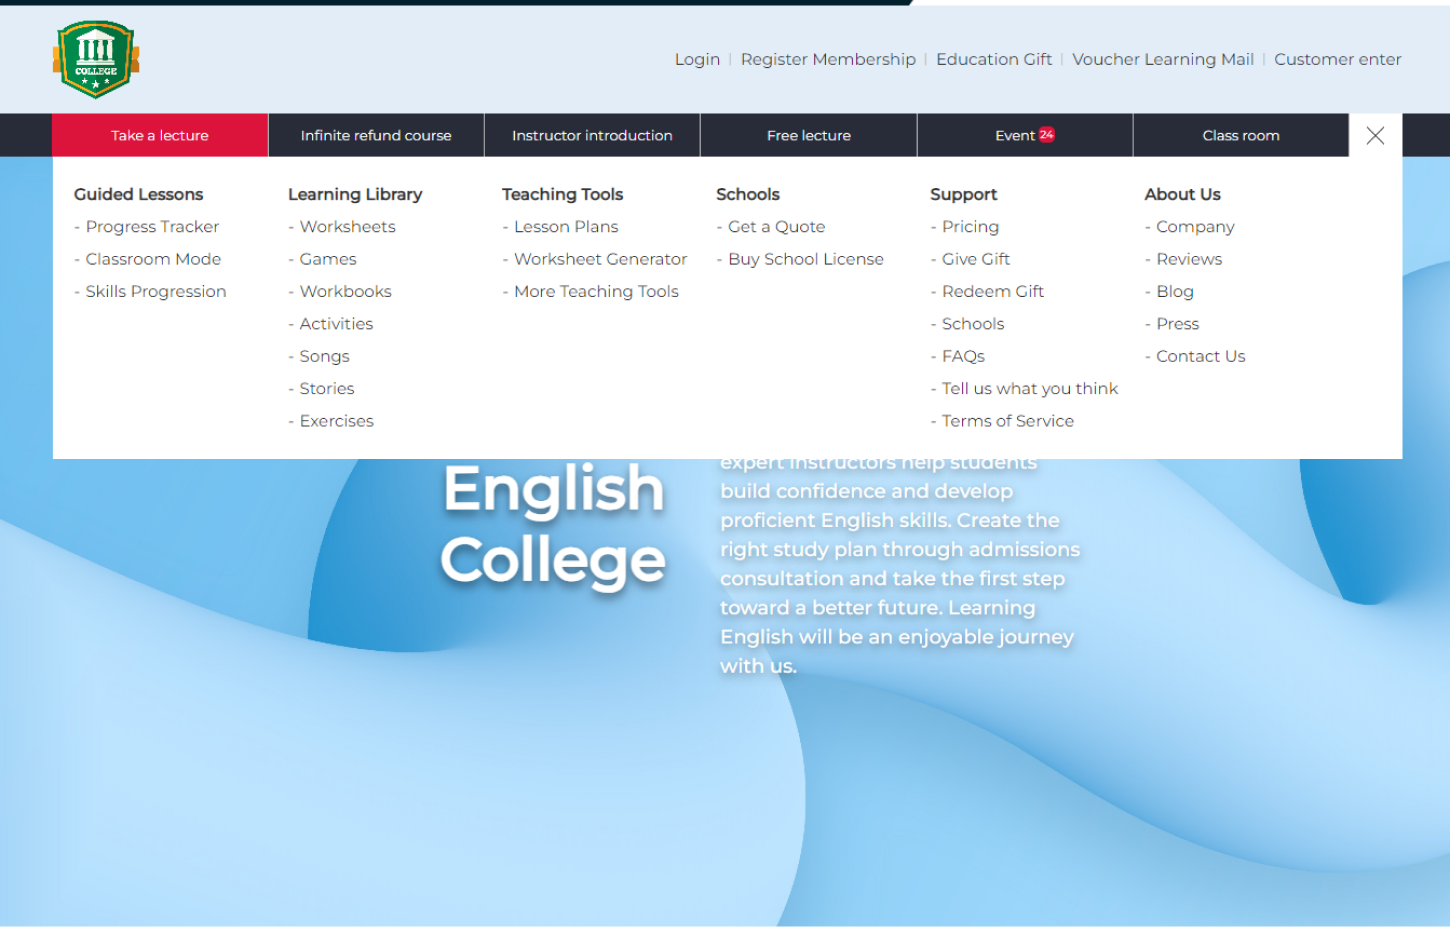 COLLEGE
Login | Register Membership | Education Gift | Voucher Learning Mail | Customer enter
Take a lecture
Infinite refund course
Instructor introduction
Free lecture
Event 24
Class room
Guided Lessons
- Progress Tracker
- Classroom Mode
- Skills Progression
Learning Library
- Worksheets
- Games
- Workbooks
- Activities
- Songs
- Stories
- Exercises
Teaching Tools
- Lesson Plans
- Worksheet Generator
- More Teaching Tools
Schools
- Get a Quote
- Buy School License
Support
- Pricing
- Give Gift
- Redeem Gift
- Schools
- FAQs
- Tell us what you think
- Terms of Service
About Us
- Company
- Reviews
- Blog
- Press
- Contact Us
English
College
expert instructors help students
build confidence and develop
proficient English skills. Create the
right study plan through admissions
consultation and take the first step
toward a better future. Learning
English will be an enjoyable journey
with us.